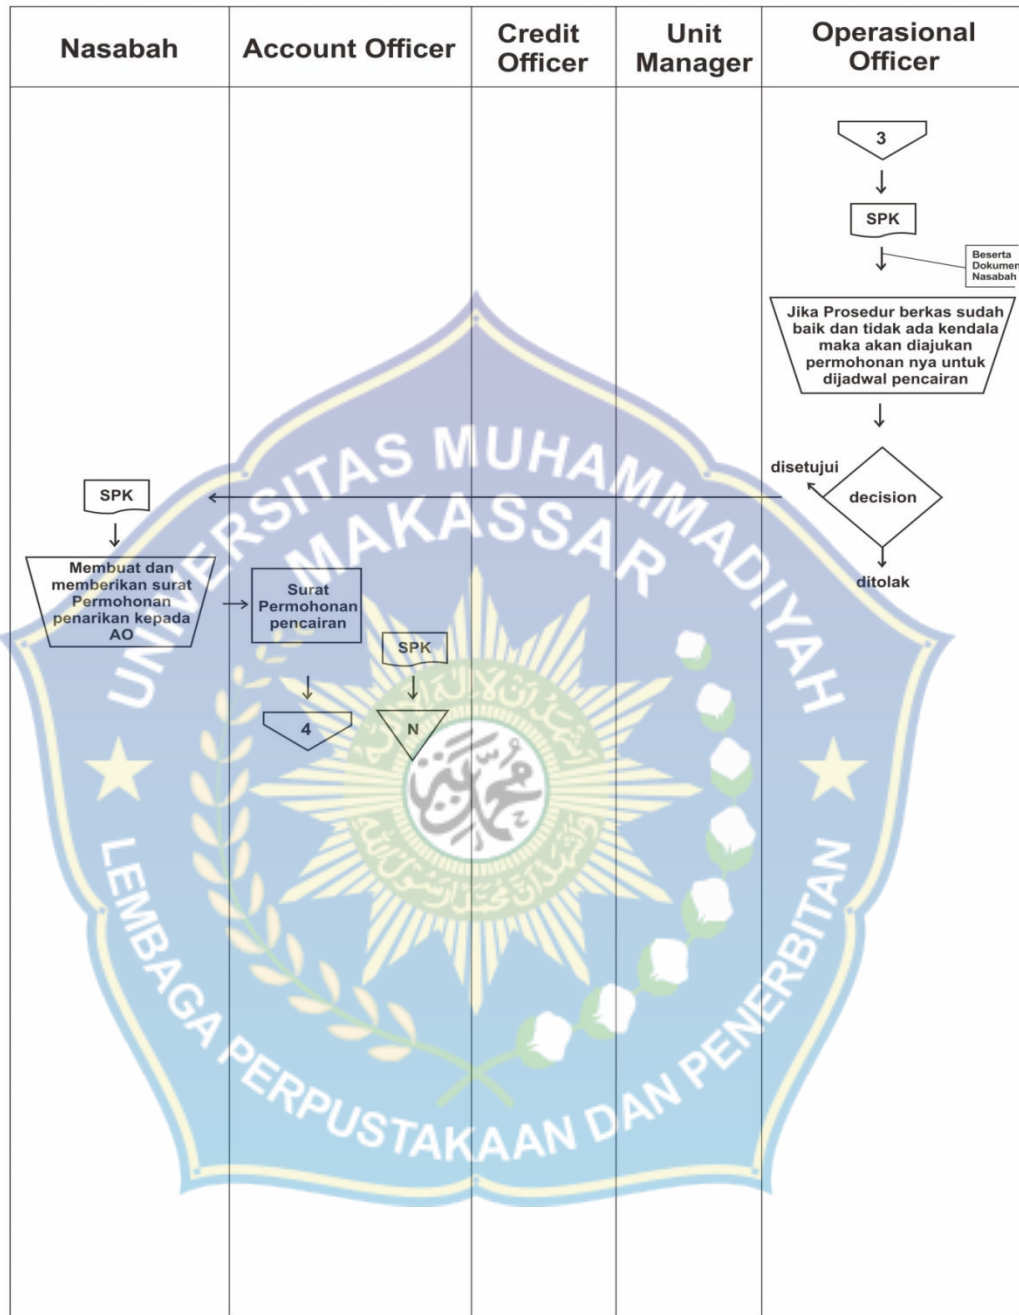 Nasabah
Account Officer
Credit
Officer
Unit
Manager
Operasional
Officer
3
SPK
Beserta
Dokumen
Nasabah
Jika Prosedur berkas sudah
baik dan tidak ada kendala
maka akan diajukan
permohonan nya untuk
dijadwal pencairan
disetujui
decision
ditolak
SPK
Membuat dan
memberikan surat
Permohonan
penarikan kepada
AO
Surat
Permohonan
pencairan
SPK
4
N
UNIVERSITAS MUHAMMADIYAH
MAKASSAR
LEMBAGA PERPUSTAKAAN DAN PENERBITAN